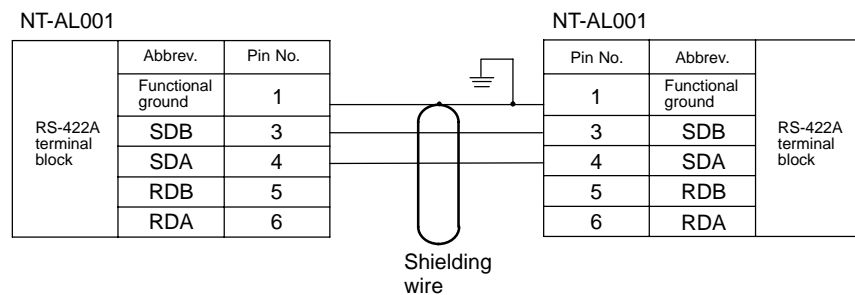 NT-AL001
NT-AL001
Abbrev. Pin No.
Functional
ground 1
SDB 3
SDA 4
RDB 5
RDA 6
RS-422A
terminal
block
Pin No. Abbrev.
1 Functional
ground
3 SDB
4 SDA
5 RDB
6 RDA
RS-422A
terminal
block
Shielding
wire